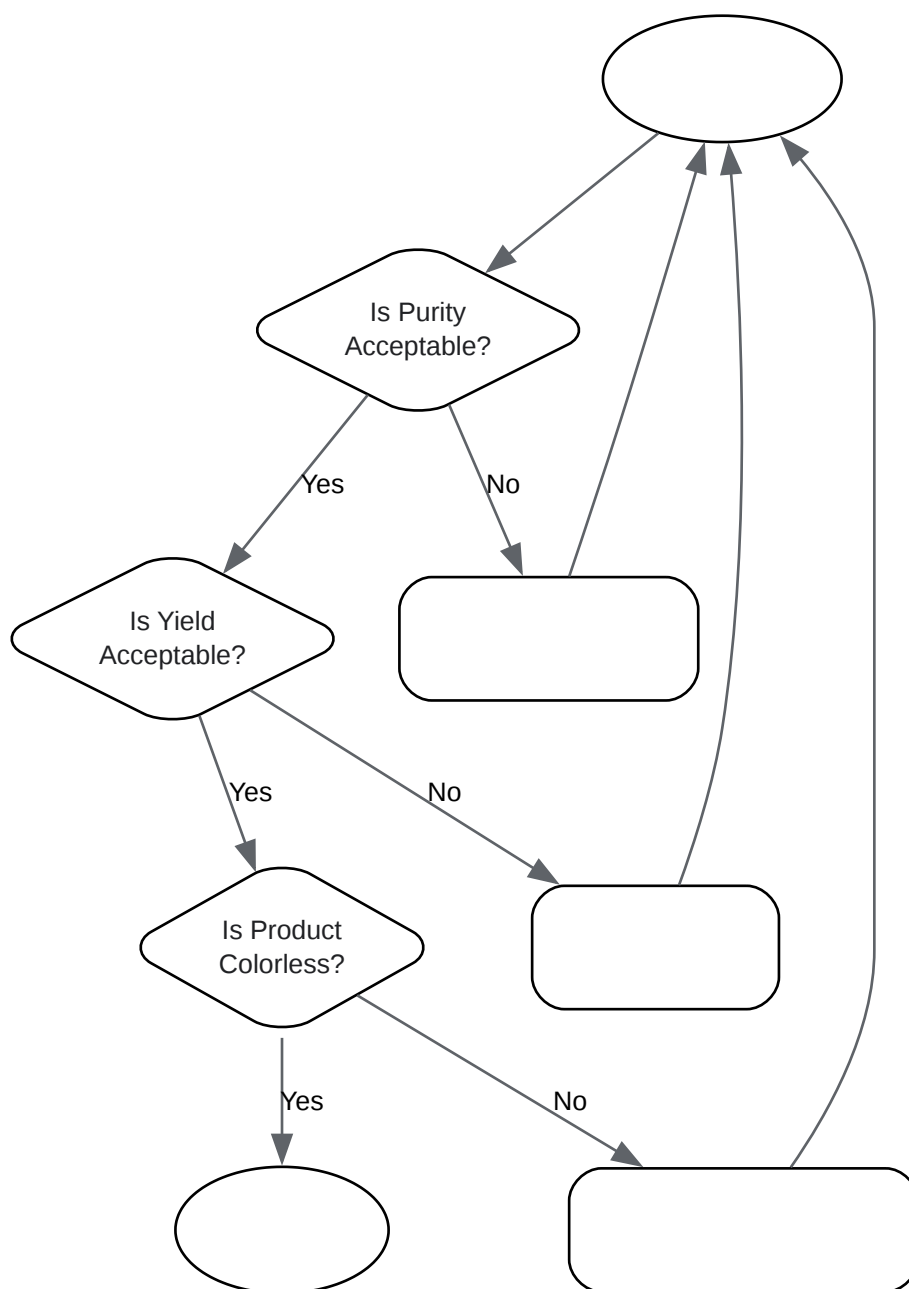 Is Purity
Acceptable?
Yes
No
Is Yield
Acceptable?
Yes
No
Is Product
Colorless?
Yes
No